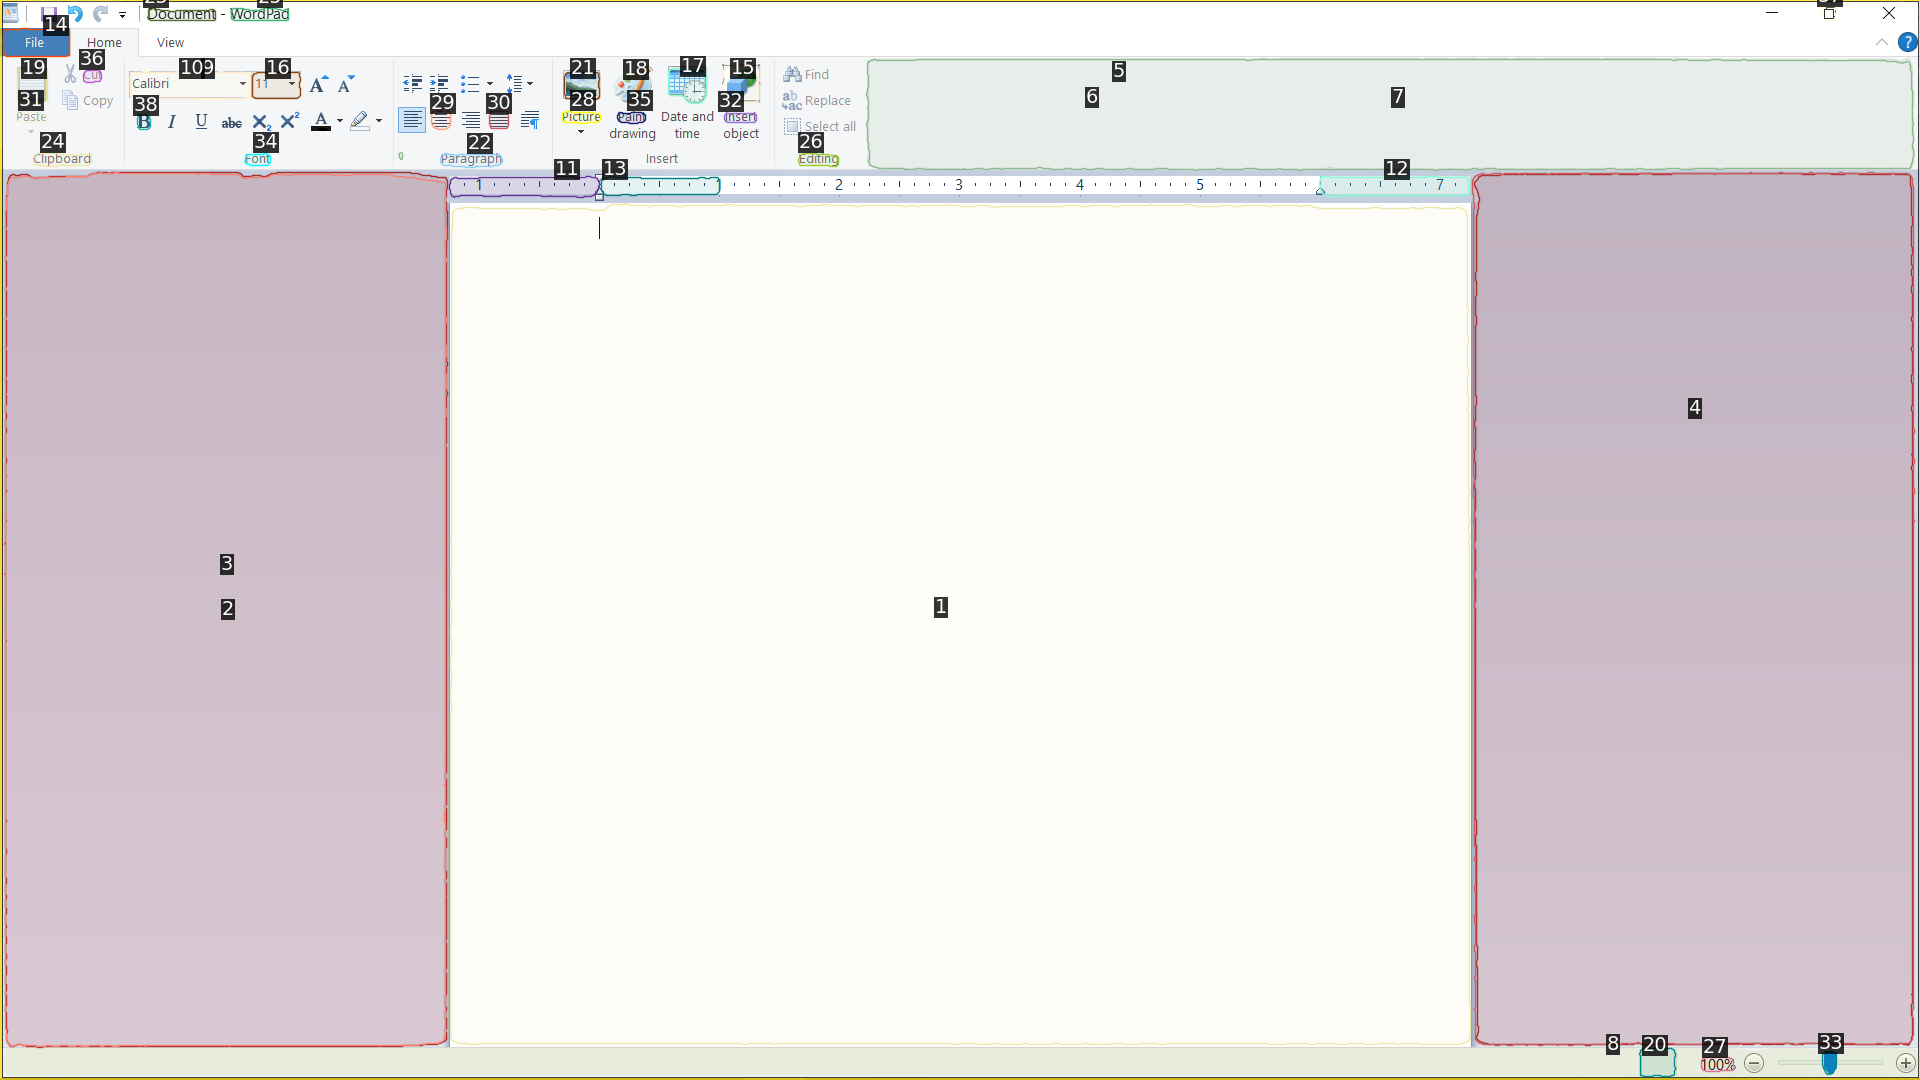 Document - WordPad
14
File Home View
19 36 109 16 21 18 17 15 5
Cut Calibri 11 Find
31 38 29 30 28 35 32 6 7
Copy Replace
Paste B I U abc X₂ X² A Picture Paint drawing Date and time Insert object Select all
24 34 22 26
Clipboard Font Paragraph Insert Editing
11 13 12
1 2 3 4 5 7
4
3
2
1
8 20 27 33
100%